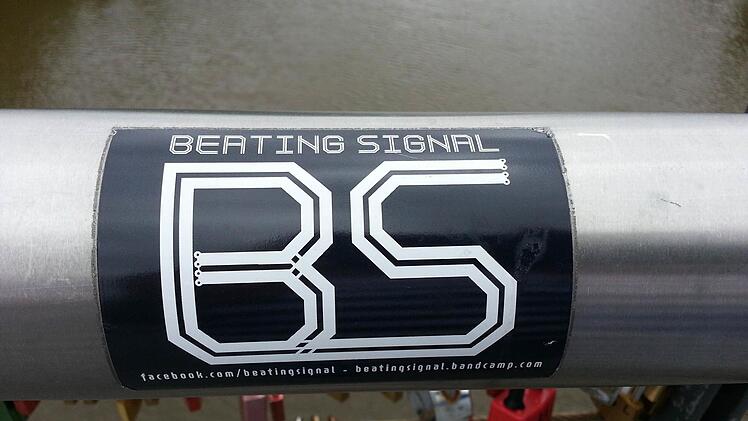 BEATING SIGNAL
BS
facebook.com/beatingsignal - beatingsignal.bandcamp.com